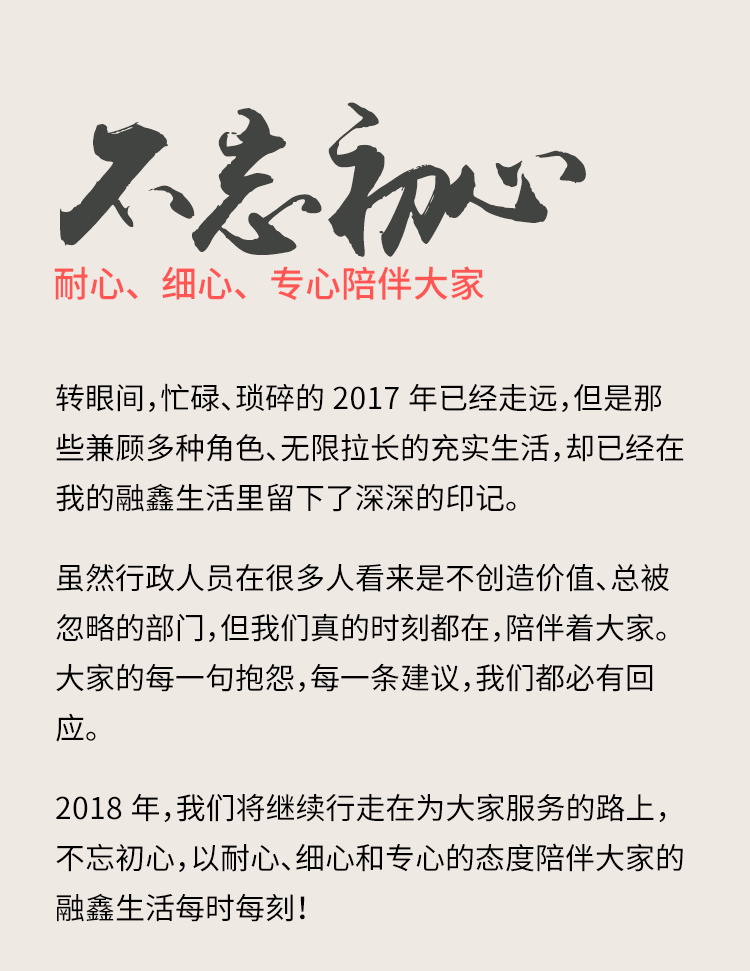 不忘初心
耐心、细心、专心陪伴大家
转眼间，忙碌、琐碎的 2017 年已经走远，但是那
些兼顾多种角色、无限拉长的充实生活，却已经在
我的融鑫生活里留下了深深的印记。
虽然行政人员在很多人看来是不创造价值、总被
忽略的部门，但我们真的时刻都在，陪伴着大家。
大家的每一句抱怨，每一条建议，我们都必有回
应。
2018 年，我们将继续行走在为大家服务的路上，
不忘初心，以耐心、细心和专心的态度陪伴大家的
融鑫生活每时每刻！